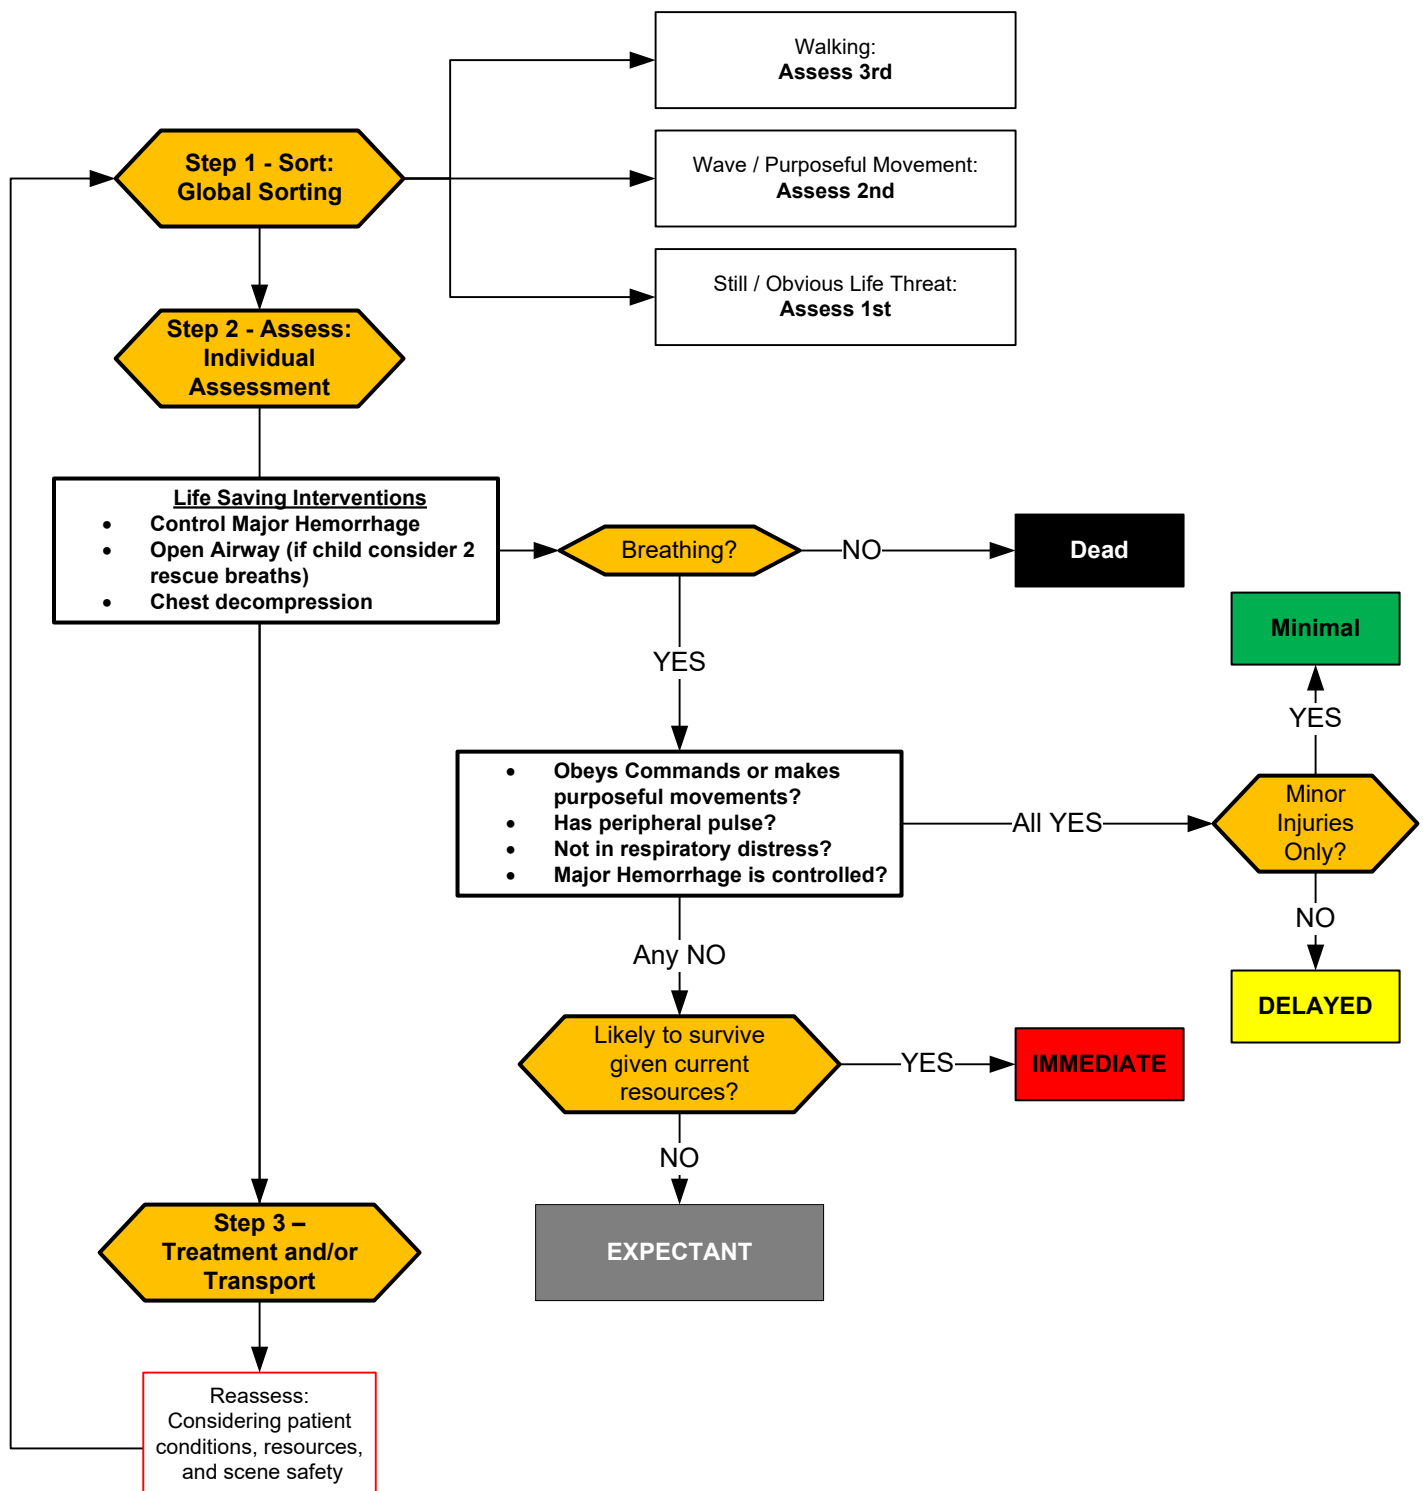 Walking:
Assess 3rd
Step 1 - Sort:
Global Sorting
Wave / Purposeful Movement:
Assess 2nd
Still / Obvious Life Threat:
Assess 1st
Step 2 - Assess:
Individual
Assessment
Life Saving Interventions
• Control Major Hemorrhage
• Open Airway (if child consider 2
rescue breaths)
• Chest decompression
Breathing?
NO
Dead
YES
Minimal
YES
• Obeys Commands or makes
purposeful movements?
• Has peripheral pulse?
• Not in respiratory distress?
• Major Hemorrhage is controlled?
All YES
Minor
Injuries
Only?
NO
DELAYED
Any NO
Likely to survive
given current
resources?
YES
IMMEDIATE
NO
EXPECTANT
Step 3 –
Treatment and/or
Transport
Reassess:
Considering patient
conditions, resources,
and scene safety